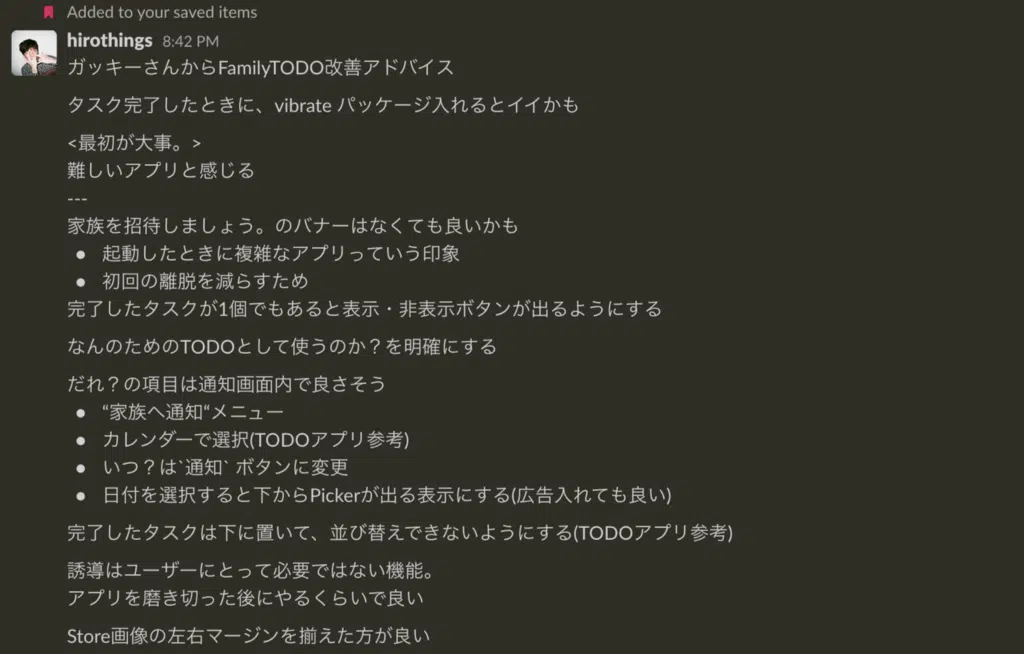 Added to your saved items
hirothings 8:42 PM
ガッキーさんからFamilyTODO改善アドバイス
タスク完了したときに、vibrate パッケージ入れるとイイかも
<最初が大事。>
難しいアプリと感じる
---
家族を招待しましょう。のバナーはなくても良いかも
• 起動したときに複雑なアプリっていう印象
• 初回の離脱を減らすため
完了したタスクが1個でもあると表示・非表示ボタンが出るようにする
なんのためのTODOとして使うのか？を明確にする
だれ？の項目は通知画面内で良さそう
• “家族へ通知“メニュー
• カレンダーで選択(TODOアプリ参考)
• いつ？は`通知` ボタンに変更
• 日付を選択すると下からPickerが出る表示にする(広告入れても良い)
完了したタスクは下に置いて、並び替えできないようにする(TODOアプリ参考)
誘導はユーザーにとって必要ではない機能。
アプリを磨き切った後にやるくらいで良い
Store画像の左右マージンを揃えた方が良い